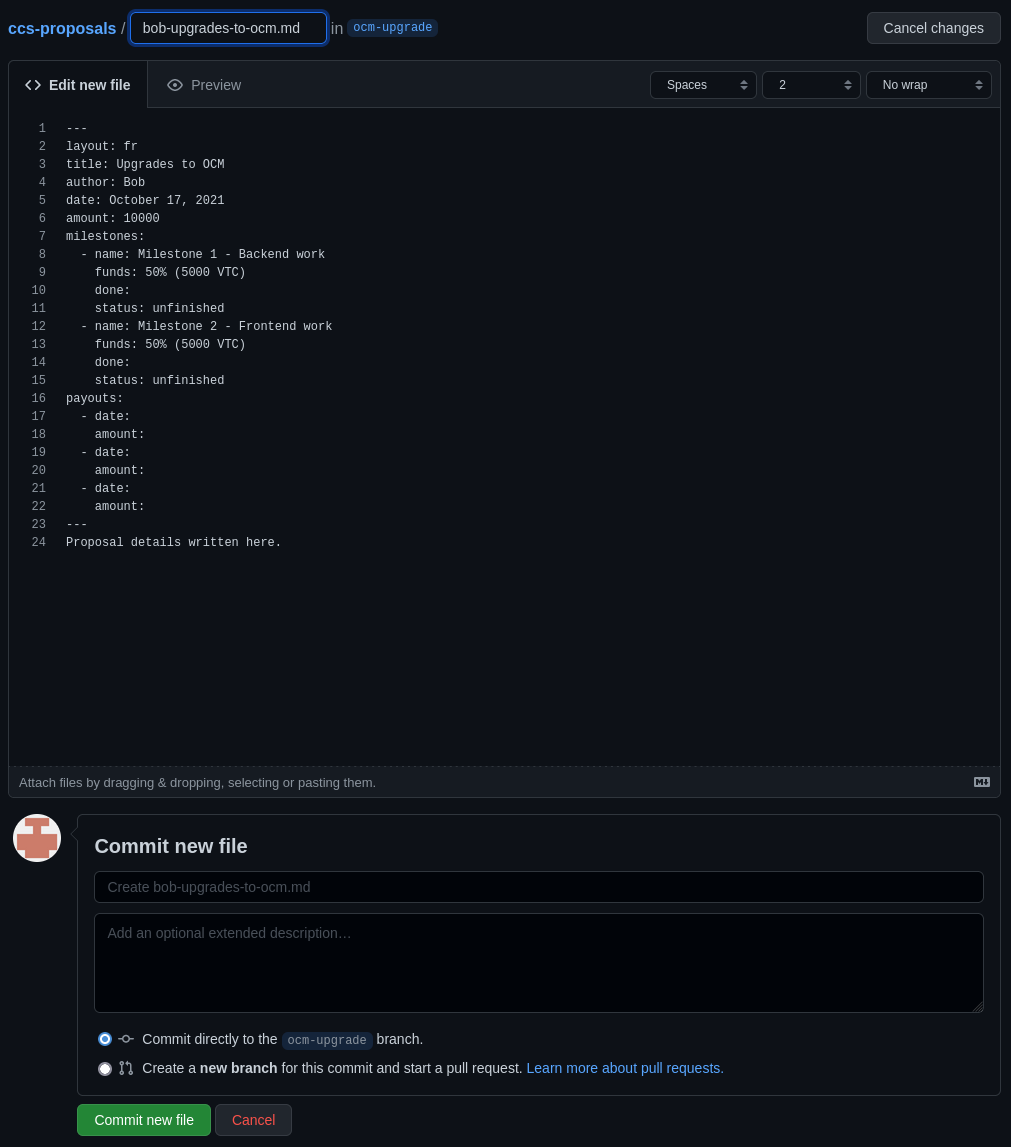 ccs-proposals / bob-upgrades-to-ocm.md in ocm-upgrade Cancel changes
Edit new file Preview Spaces 2 No wrap
1 ---
2 layout: fr
3 title: Upgrades to OCM
4 author: Bob
5 date: October 17, 2021
6 amount: 10000
7 milestones:
8   - name: Milestone 1 - Backend work
9     funds: 50% (5000 VTC)
10     done:
11     status: unfinished
12   - name: Milestone 2 - Frontend work
13     funds: 50% (5000 VTC)
14     done:
15     status: unfinished
16 payouts:
17   - date:
18     amount:
19   - date:
20     amount:
21   - date:
22     amount:
23 ---
24 Proposal details written here.
Attach files by dragging & dropping, selecting or pasting them.
Commit new file
Create bob-upgrades-to-ocm.md
Add an optional extended description…
Commit directly to the ocm-upgrade branch.
Create a new branch for this commit and start a pull request. Learn more about pull requests.
Commit new file Cancel